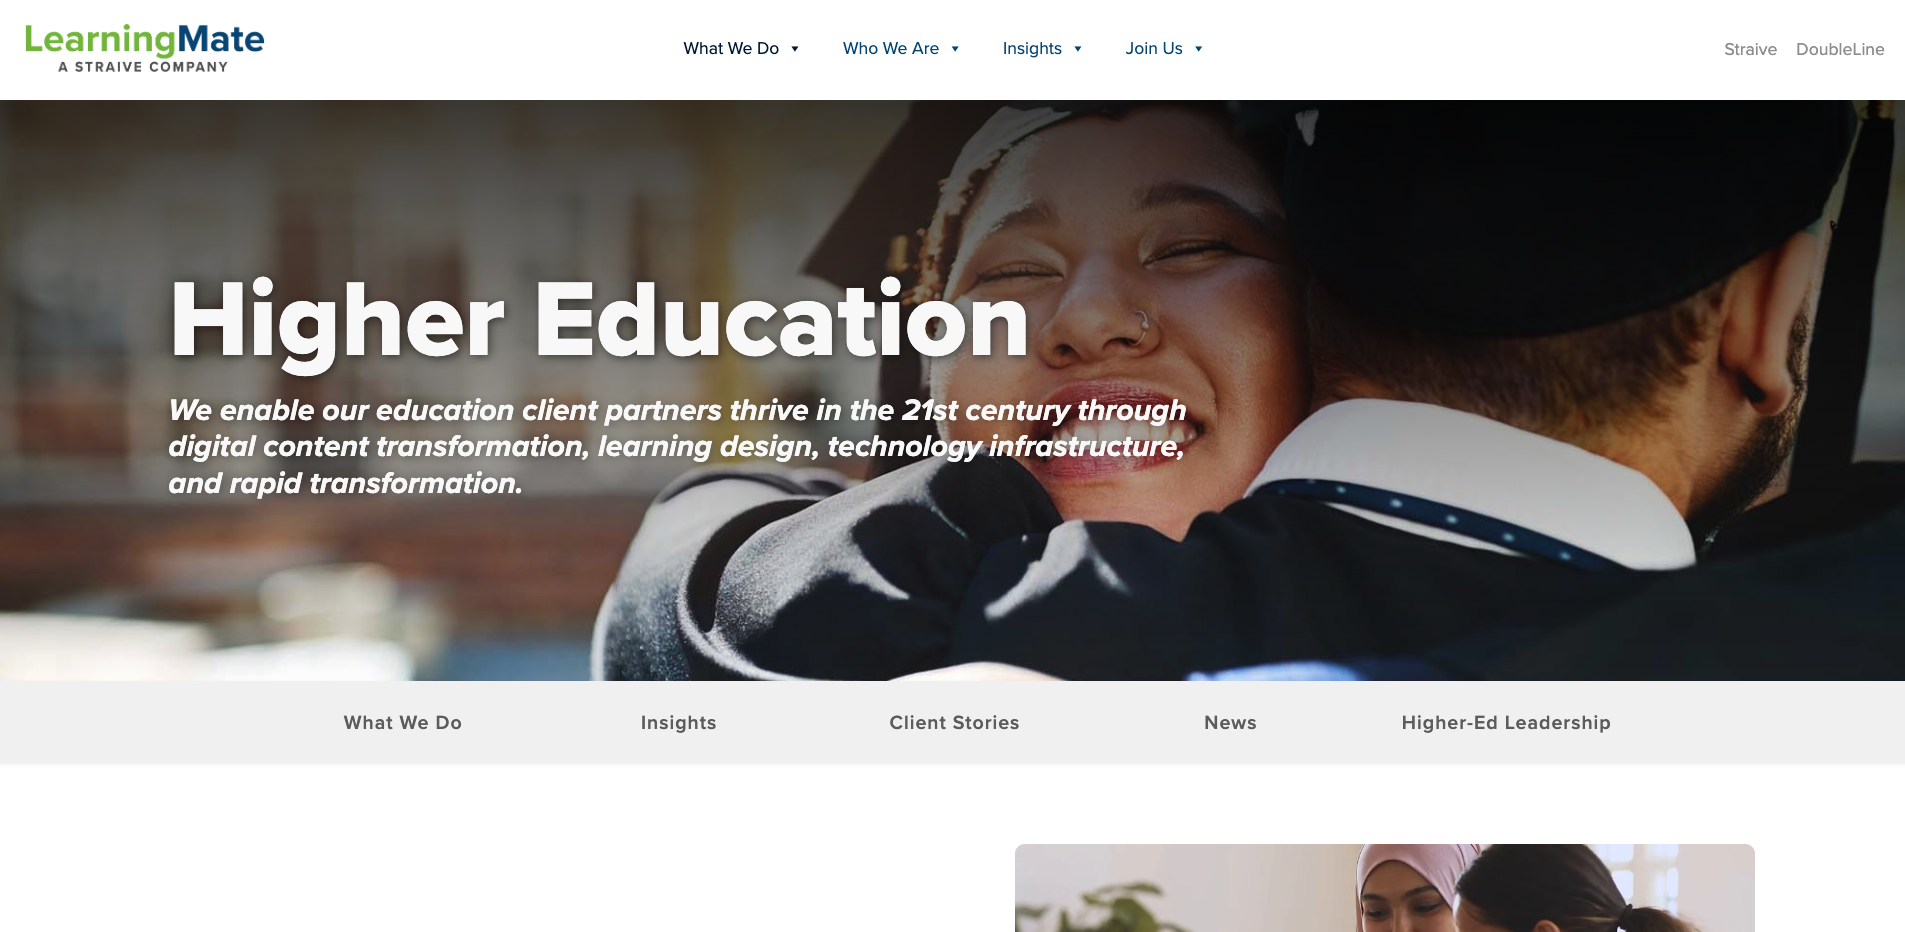 LearningMate
A STRAIVE COMPANY
What We Do
Who We Are
Insights
Join Us
Straive
DoubleLine
Higher Education
We enable our education client partners thrive in the 21st century through
digital content transformation, learning design, technology infrastructure,
and rapid transformation.
What We Do
Insights
Client Stories
News
Higher-Ed Leadership